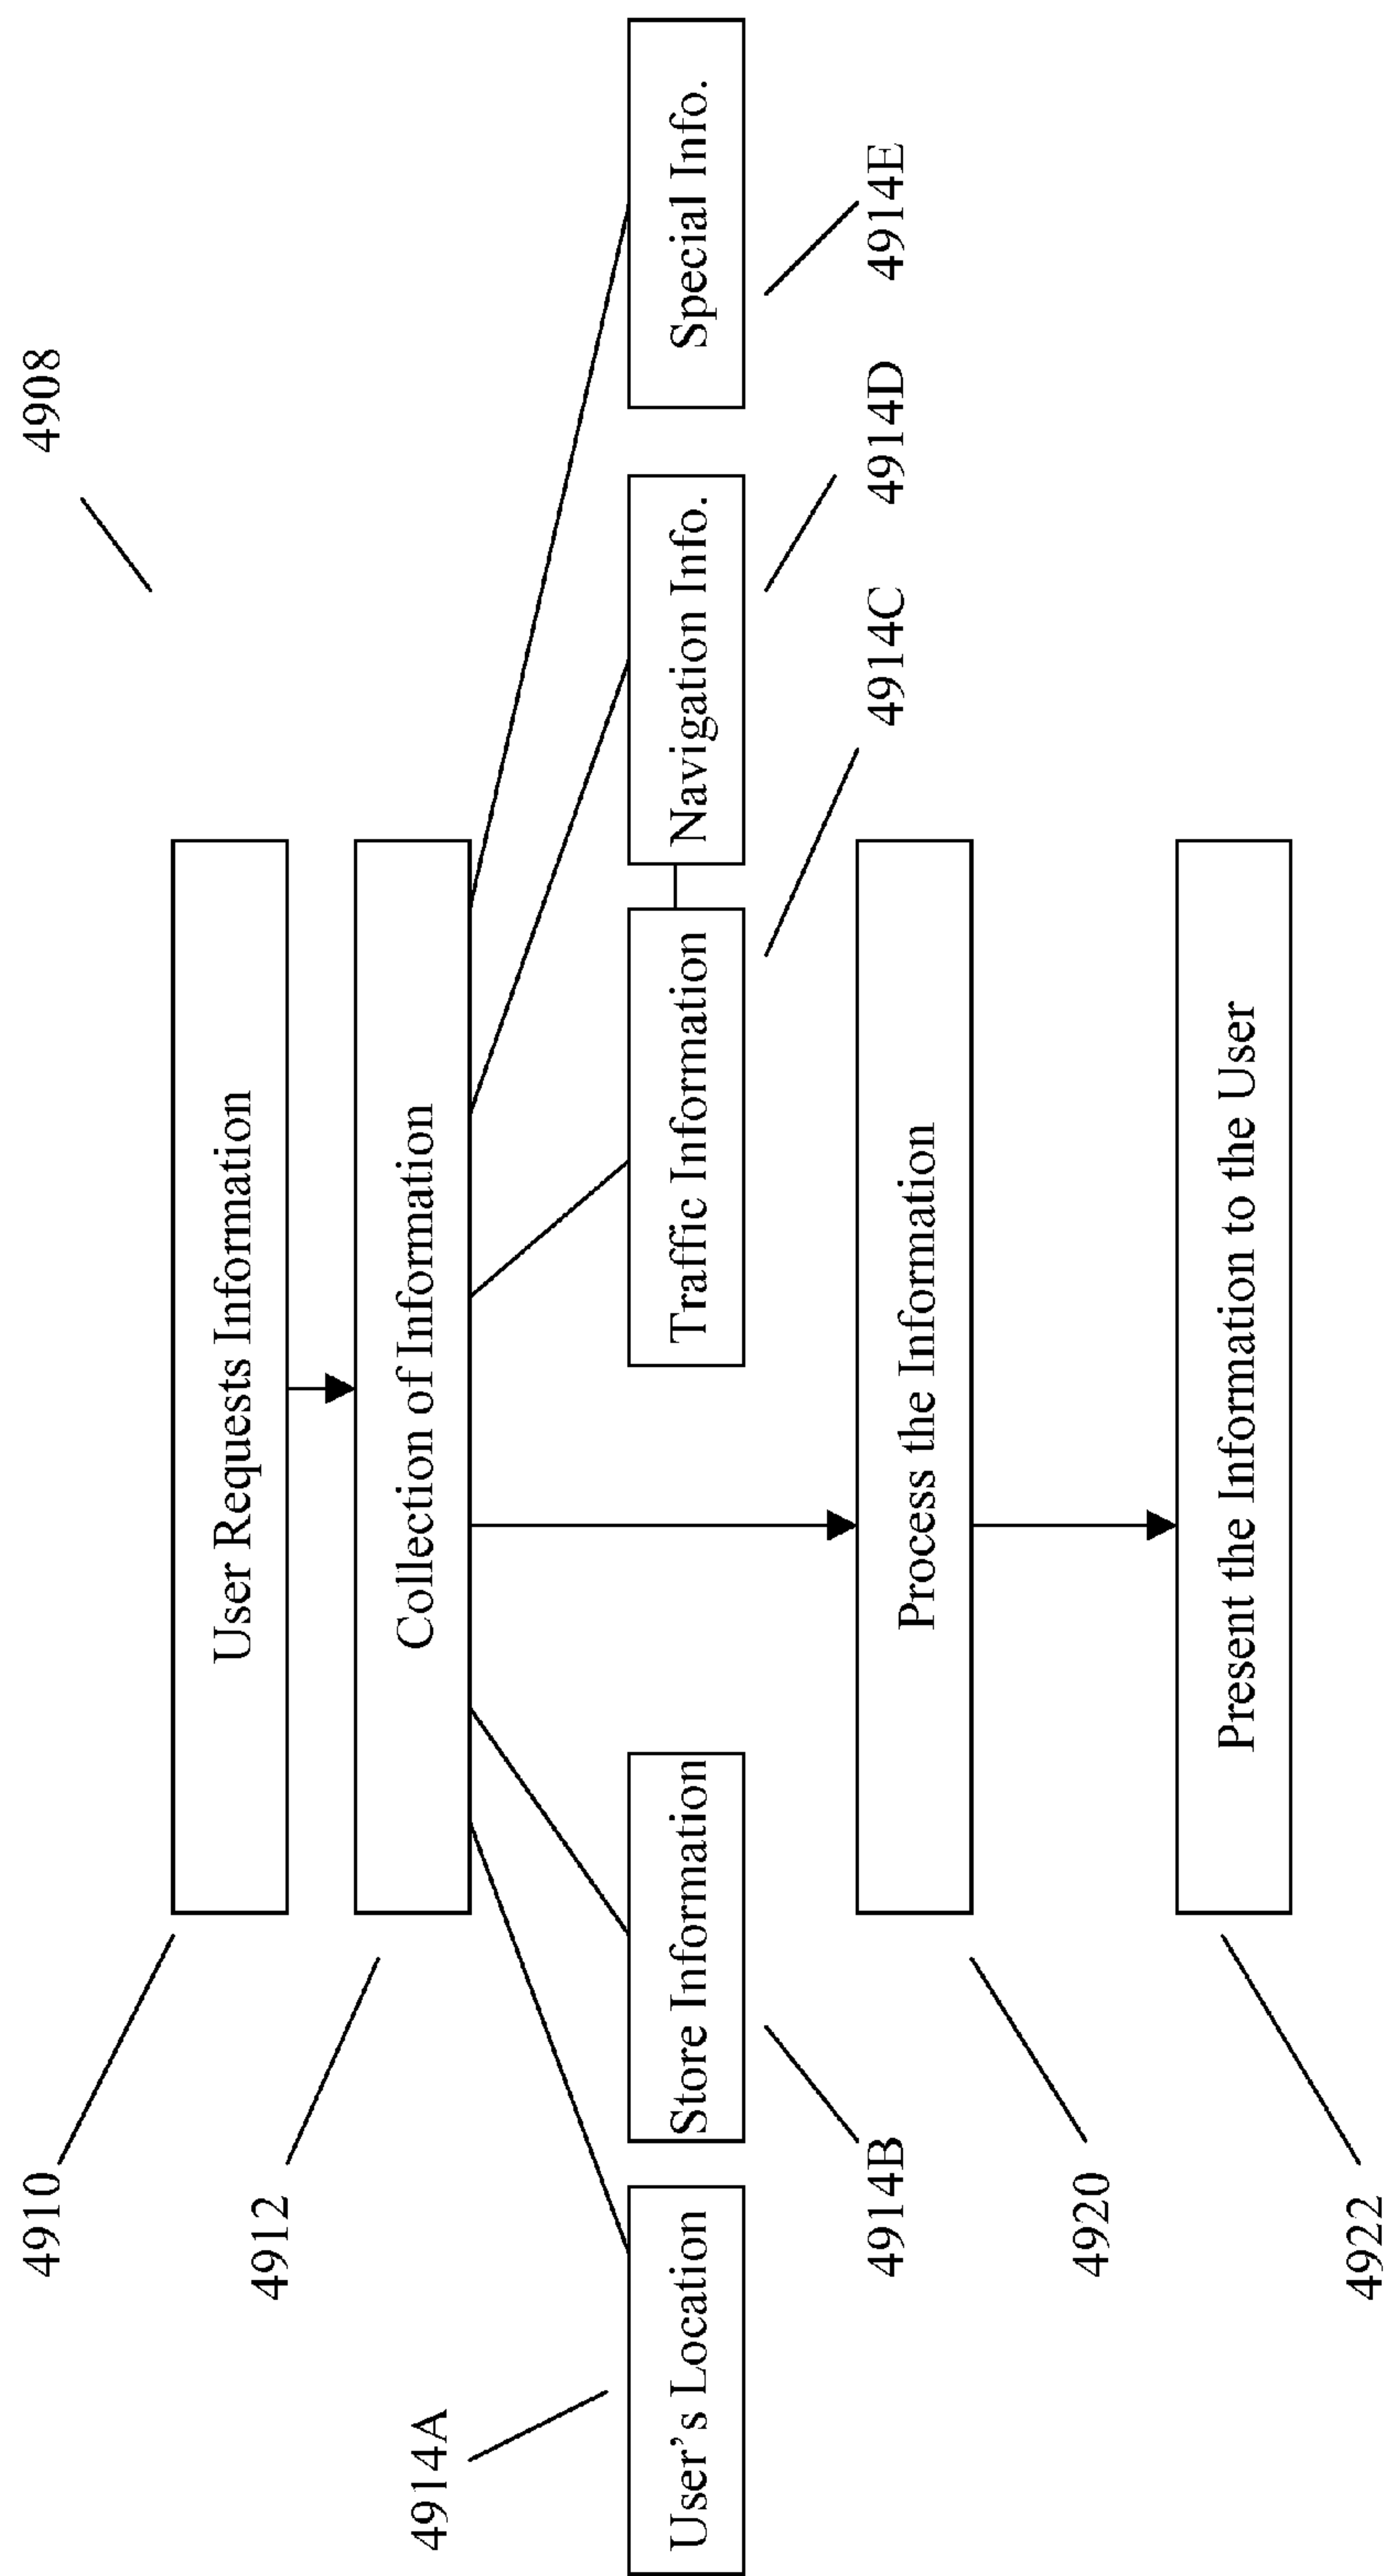 4908
4910
User Requests Information
4912
Collection of Information
4914A
User's Location
Store Information
Traffic Information
Navigation Info.
Special Info.
4914B
4914C
4914D
4914E
Process the Information
4920
Present the Information to the User
4922